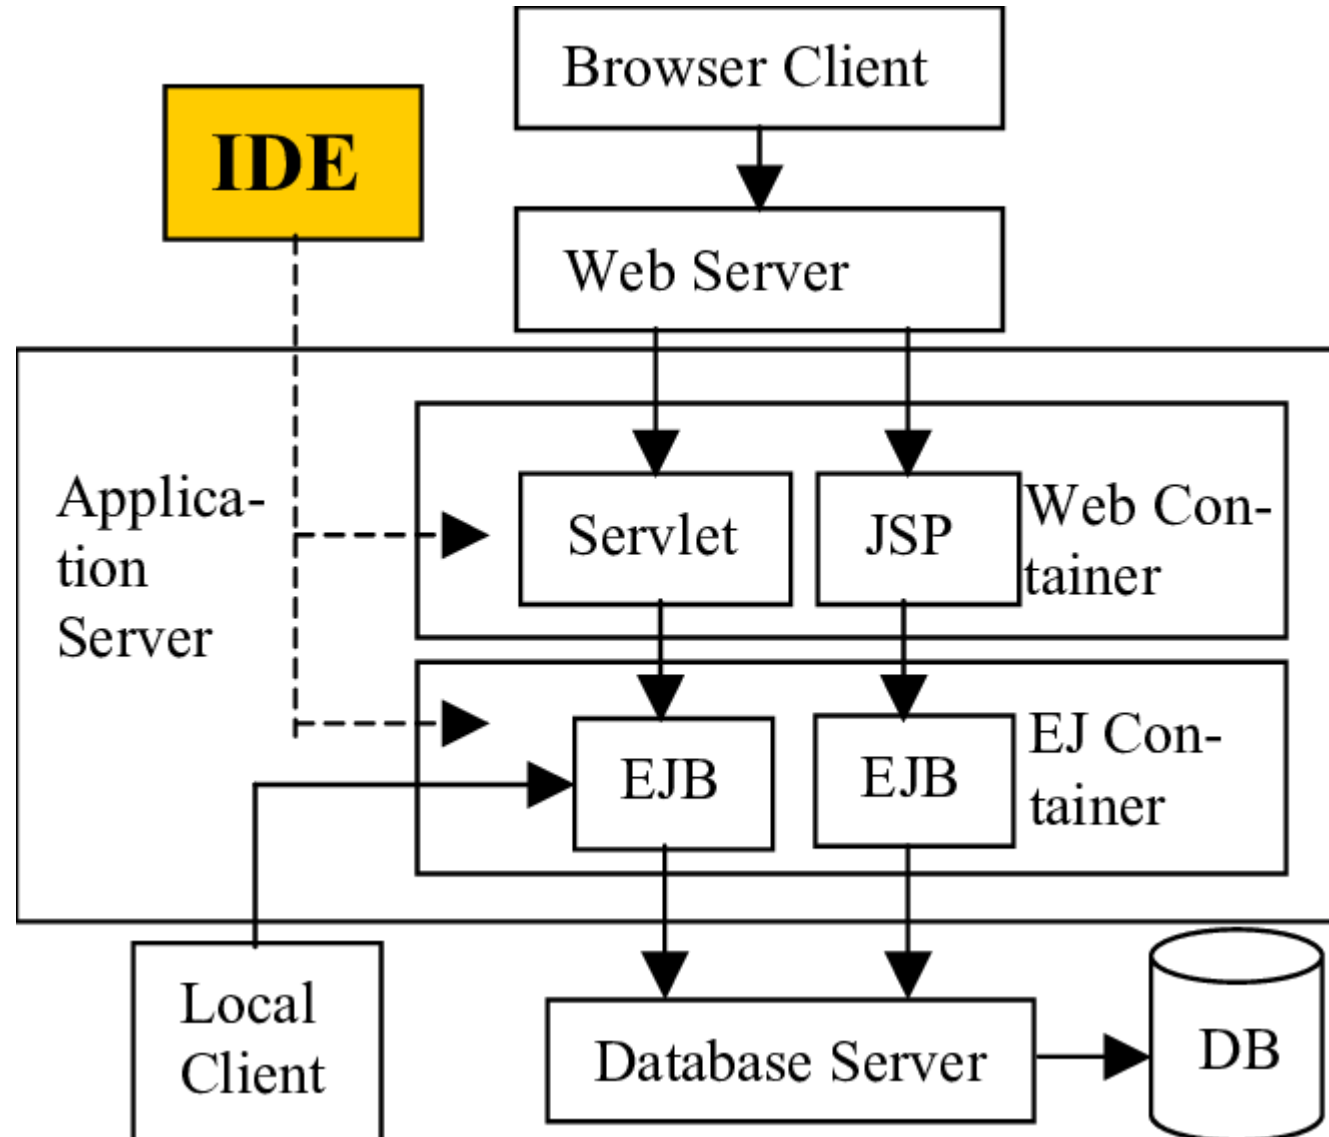 Browser Client
IDE
Web Server
Applica-
tion
Server
Servlet
JSP
Web Con-
tainer
EJB
EJB
EJ Con-
tainer
Local
Client
Database Server
DB